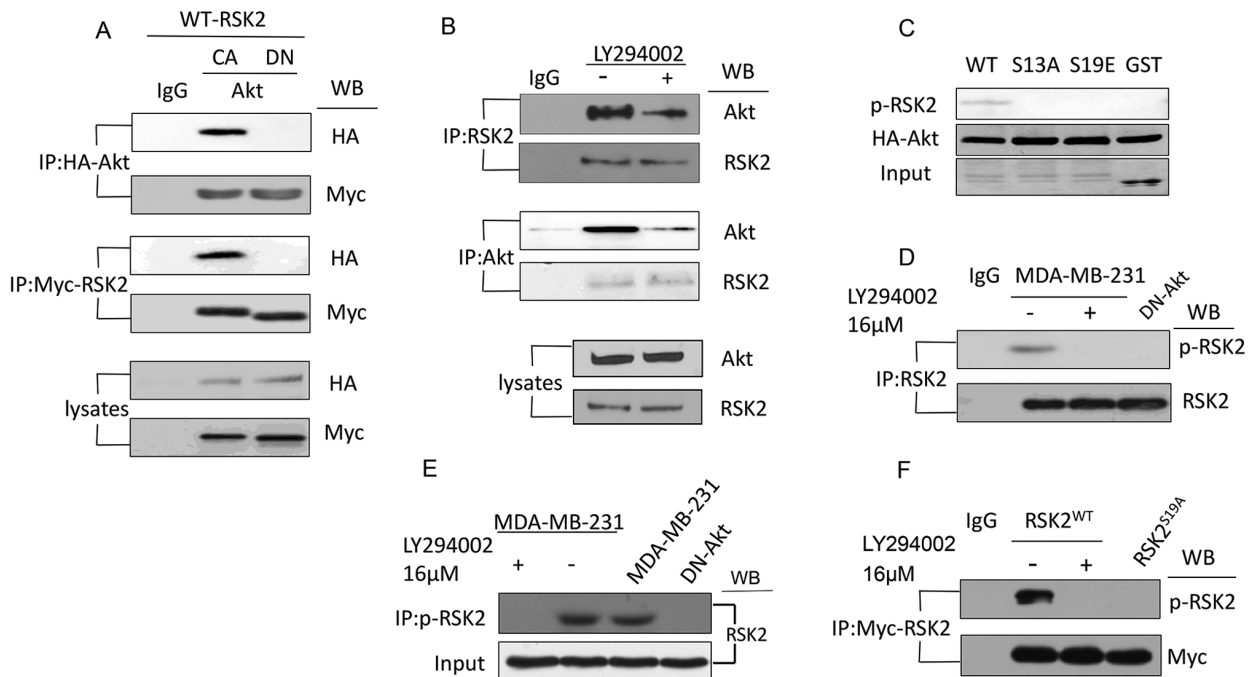 A
WT-RSK2
CA DN
IgG Akt WB
IP:HA-Akt
HA
Myc
IP:Myc-RSK2
HA
Myc
lysates
HA
Myc
B
LY294002
IgG - + WB
IP:RSK2
Akt
RSK2
IP:Akt
Akt
RSK2
lysates
Akt
RSK2
C
WT S13A S19E GST
p-RSK2
HA-Akt
Input
D
IgG MDA-MB-231 DN-Akt
LY294002
16μM - + WB
IP:RSK2
p-RSK2
RSK2
E
MDA-MB-231 MDA-MB-231 DN-Akt
LY294002
16μM + - WB
IP:p-RSK2
Input
RSK2
F
IgG RSK2WT RSK2S19A
LY294002
16μM - + WB
IP:Myc-RSK2
p-RSK2
Myc